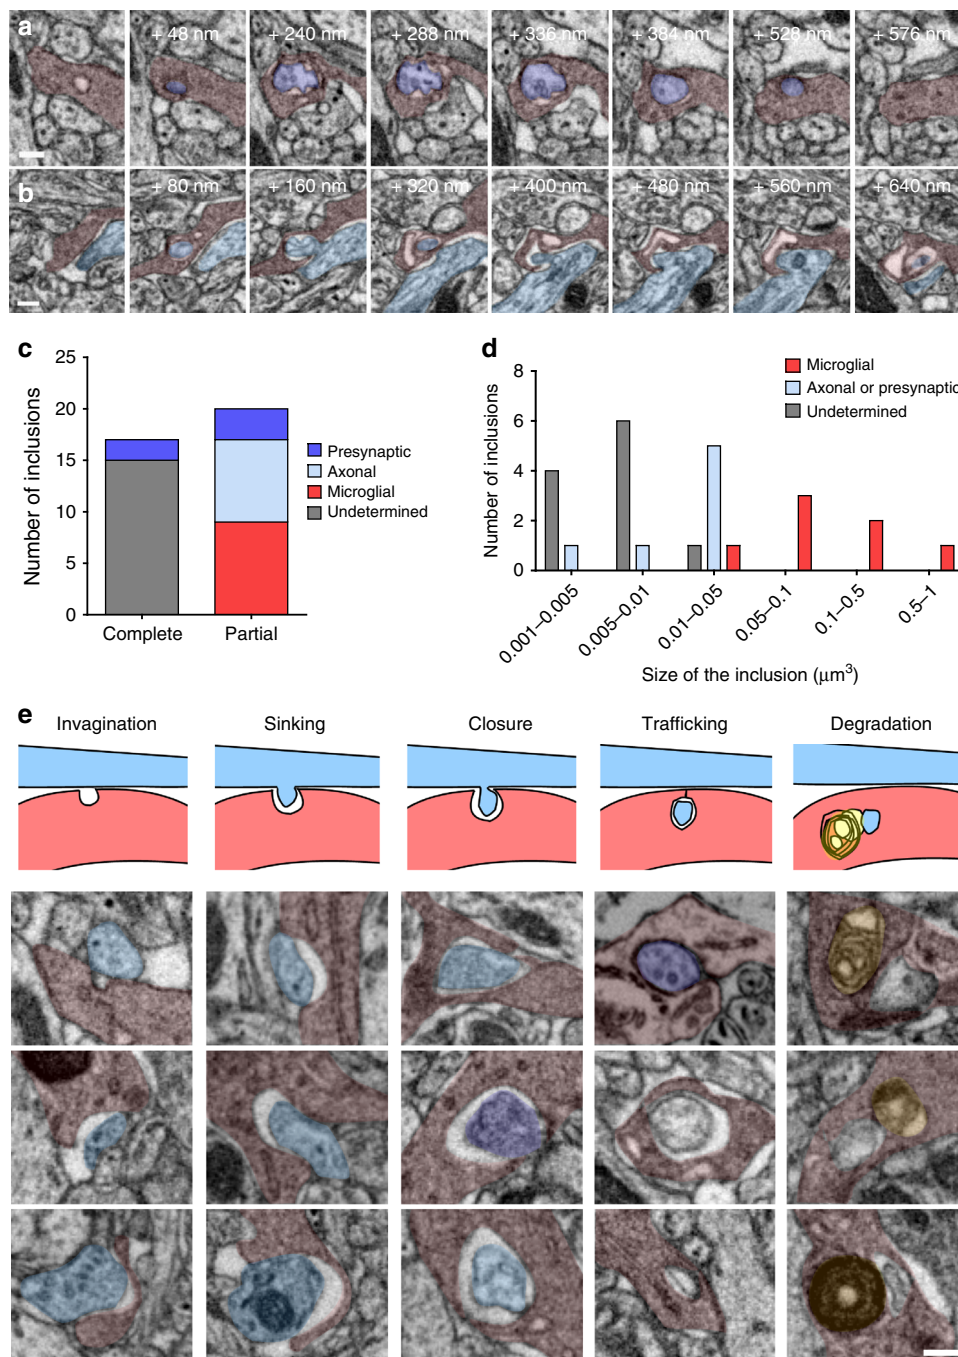 a
+ 48 nm
+ 240 nm
+ 288 nm
+ 336 nm
+ 384 nm
+ 528 nm
+ 576 nm
b
+ 80 nm
+ 160 nm
+ 320 nm
+ 400 nm
+ 480 nm
+ 560 nm
+ 640 nm
c
Number of inclusions
25
20
15
10
5
0
Complete
Partial
Presynaptic
Axonal
Microglial
Undetermined
d
Number of inclusions
8
6
4
2
0
Microglial
Axonal or presynaptic
Undetermined
0.001–0.005
0.005–0.01
0.01–0.05
0.05–0.1
0.1–0.5
0.5–1
Size of the inclusion (μm³)
e
Invagination
Sinking
Closure
Trafficking
Degradation